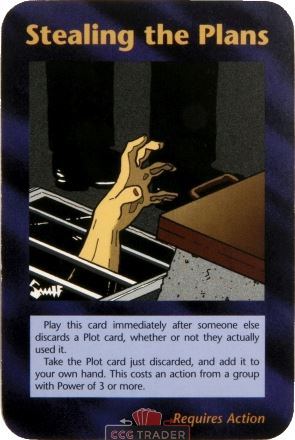 Stealing the Plans
SMIFF
Play this card immediately after someone else
discards a Plot card, whether or not they actually
used it.
Take the Plot card just discarded, and add it to
your own hand. This costs an action from a group
with Power of 3 or more.
Requires Action
CCG TRADER